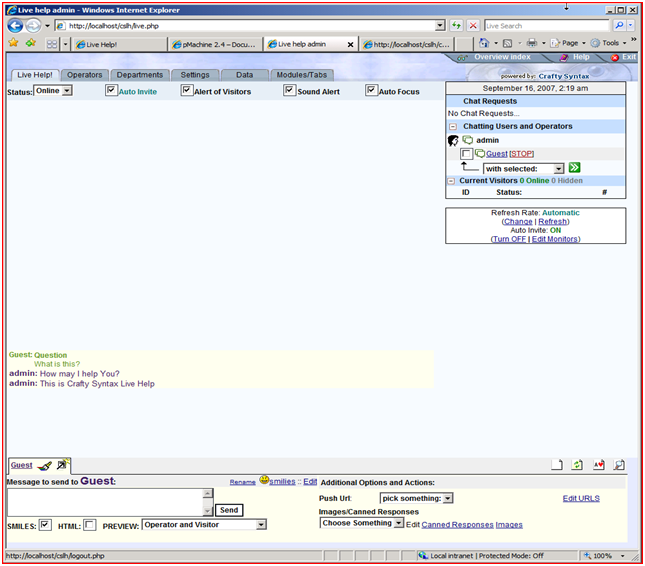 Live help admin - Windows Internet Explorer
http://localhost/cslh/live.php
Live Search
Live Help!
pMachine 2.4 – Docu...
Live help admin
http://localhost/cslh/c...
Page
Tools
Overview index
Help
Exit
Live Help!
Operators
Departments
Settings
Data
Modules/Tabs
powered by: Crafty Syntax
Status: Online
Auto Invite
Alert of Visitors
Sound Alert
Auto Focus
September 16, 2007, 2:19 am
Chat Requests
No Chat Requests...
Chatting Users and Operators
admin
Guest [STOP]
with selected:
Current Visitors 0 Online 0 Hidden
ID Status: #
Refresh Rate: Automatic
(Change | Refresh)
Auto Invite: ON
(Turn OFF | Edit Monitors)
Guest: Question
What is this?
admin: How may I help You?
admin: This is Crafty Syntax Live Help
Guest
Message to send to Guest:
Rename smilies :: Edit
Additional Options and Actions:
Push Url: pick something:
Edit URLS
Send
Images/Canned Responses
Choose Something Edit Canned Responses Images
SMILES: HTML: PREVIEW: Operator and Visitor
http://localhost/cslh/logout.php
Local intranet | Protected Mode: Off
100%